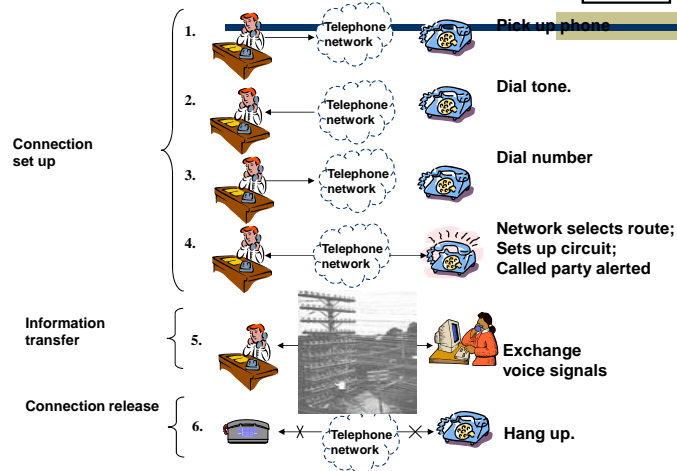 1.
Telephone
network
Pick up phone
2.
Telephone
network
Dial tone.
Connection
set up
3.
Telephone
network
Dial number
4.
Telephone
network
Network selects route;
Sets up circuit;
Called party alerted
Information
transfer
5.
Exchange
voice signals
Connection release
6.
Telephone
network
Hang up.